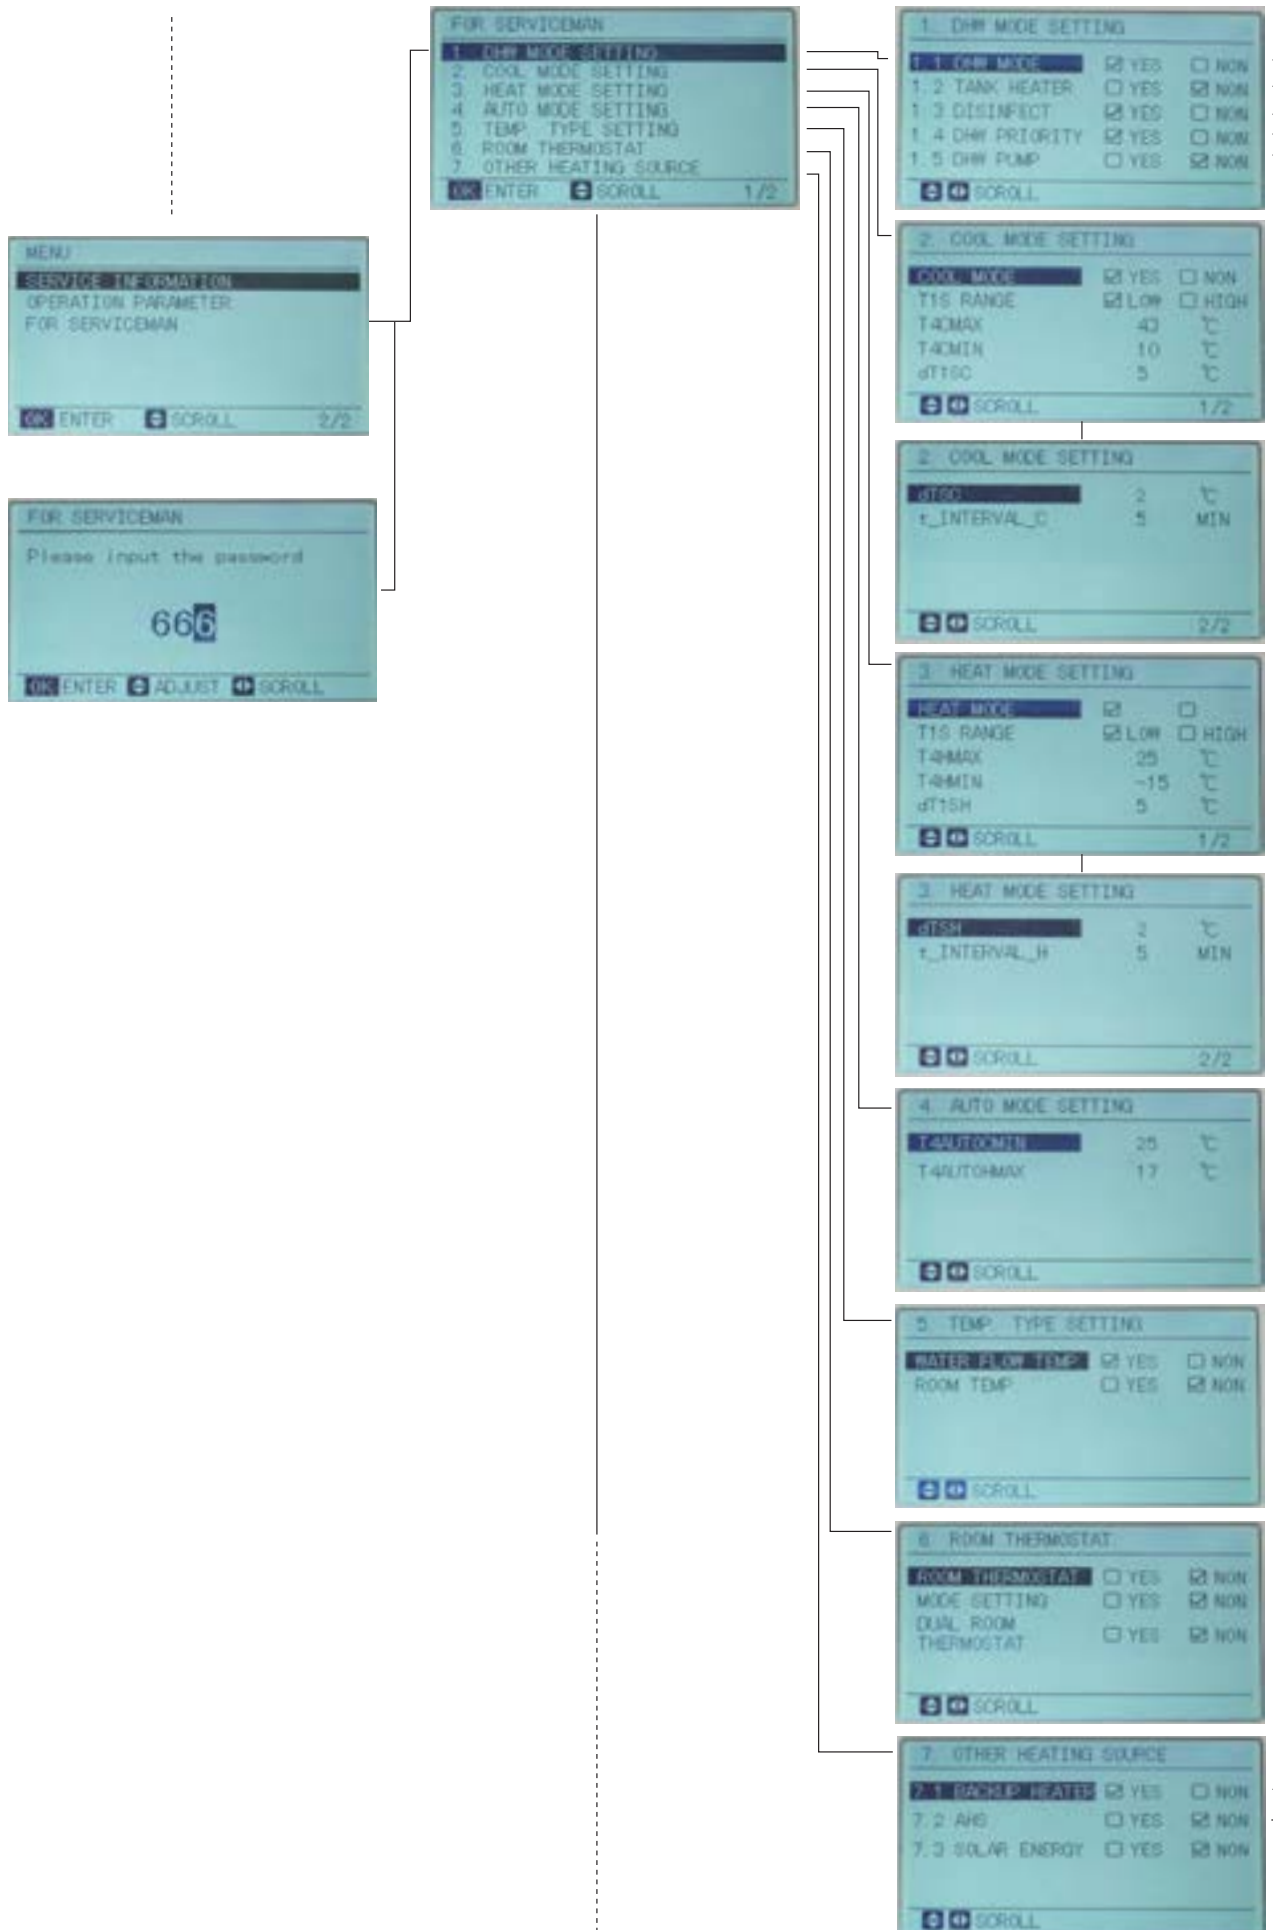 MENU
SERVICE INFORMATION
OPERATION PARAMETER
FOR SERVICEMAN
OK ENTER SCROLL 2/2
FOR SERVICEMAN
Please input the password
666
OK ENTER ADJUST SCROLL
FOR SERVICEMAN
1. DHW MODE SETTING
2. COOL MODE SETTING
3. HEAT MODE SETTING
4. AUTO MODE SETTING
5. TEMP. TYPE SETTING
6. ROOM THERMOSTAT
7. OTHER HEATING SOURCE
OK ENTER SCROLL 1/2
1. DHW MODE SETTING
1.1 DHW MODE YES NON
1.2 TANK HEATER YES NON
1.3 DISINFECT YES NON
1.4 DHW PRIORITY YES NON
1.5 DHW PUMP YES NON
SCROLL
2. COOL MODE SETTING
COOL MODE YES NON
T1S RANGE LOW HIGH
T4CMAX 43 ℃
T4CMIN 10 ℃
dT1SC 5 ℃
SCROLL 1/2
2. COOL MODE SETTING
dTSC 2 ℃
t_INTERVAL_C 5 MIN
SCROLL 2/2
3. HEAT MODE SETTING
HEAT MODE
T1S RANGE LOW HIGH
T4HMAX 25 ℃
T4HMIN -15 ℃
dT1SH 5 ℃
SCROLL 1/2
3. HEAT MODE SETTING
dTSH 2 ℃
t_INTERVAL_H 5 MIN
SCROLL 2/2
4. AUTO MODE SETTING
T4AUTOCMIN 25 ℃
T4AUTOHMAX 17 ℃
SCROLL
5. TEMP. TYPE SETTING
WATER FLOW TEMP. YES NON
ROOM TEMP. YES NON
SCROLL
6. ROOM THERMOSTAT
ROOM THERMOSTAT YES NON
MODE SETTING YES NON
DUAL ROOM
THERMOSTAT YES NON
SCROLL
7. OTHER HEATING SOURCE
7.1 BACKUP HEATER YES NON
7.2 AHS YES NON
7.3 SOLAR ENERGY YES NON
SCROLL